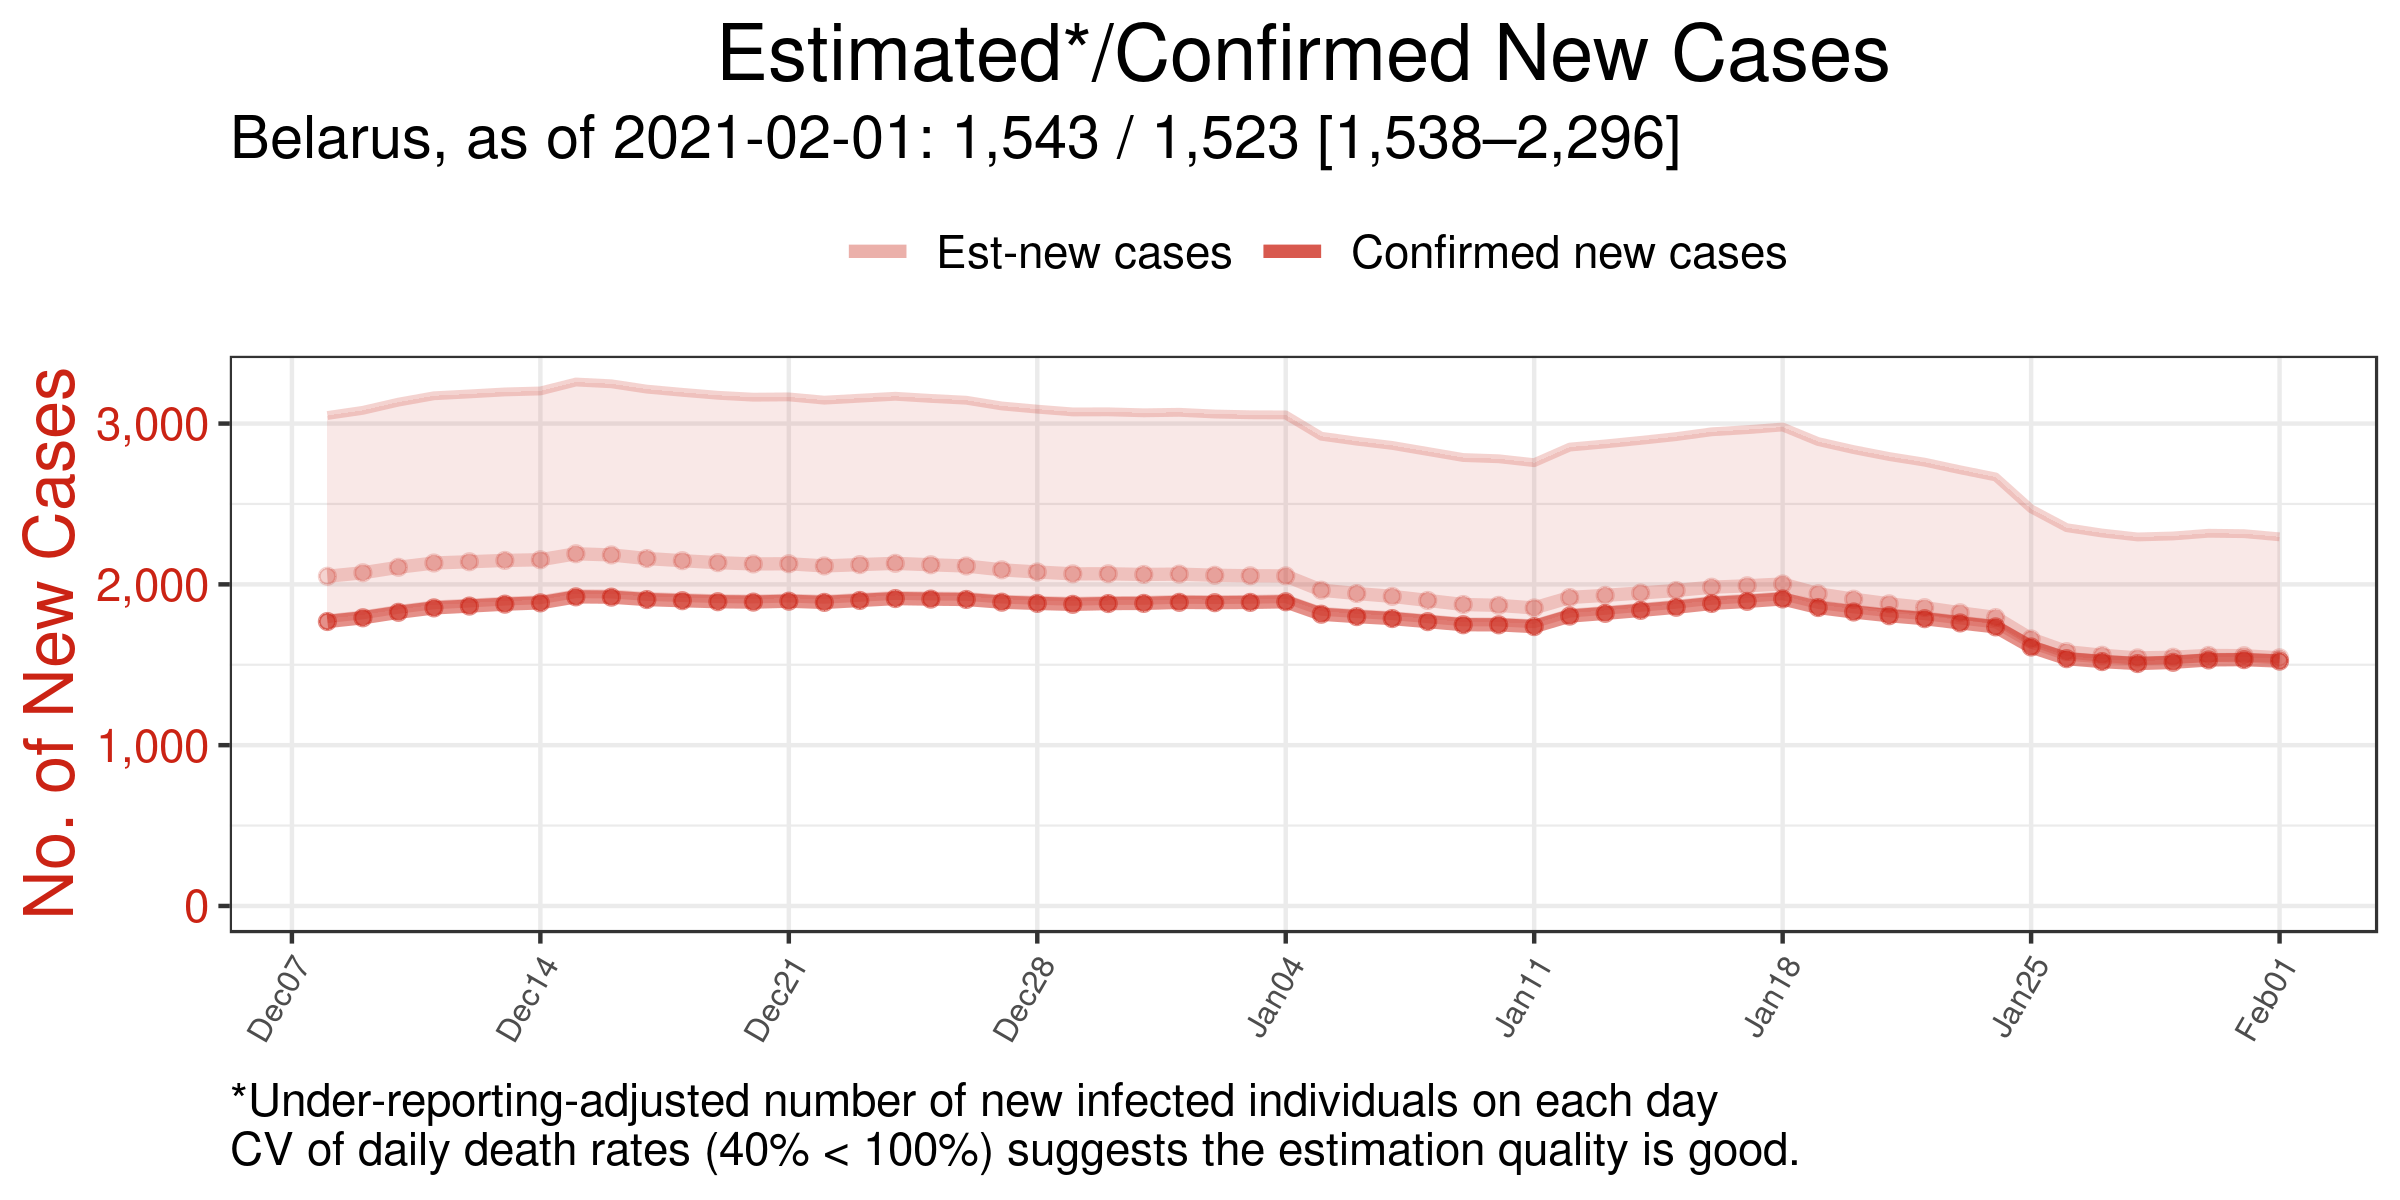 Estimated*/Confirmed New Cases
Belarus, as of 2021-02-01: 1,543 / 1,523 [1,538–2,296]
Est-new cases Confirmed new cases
No. of New Cases
3,000
2,000
1,000
0
Dec07 Dec14 Dec21 Dec28 Jan04 Jan11 Jan18 Jan25 Feb01
*Under-reporting-adjusted number of new infected individuals on each day
CV of daily death rates (40% < 100%) suggests the estimation quality is good.